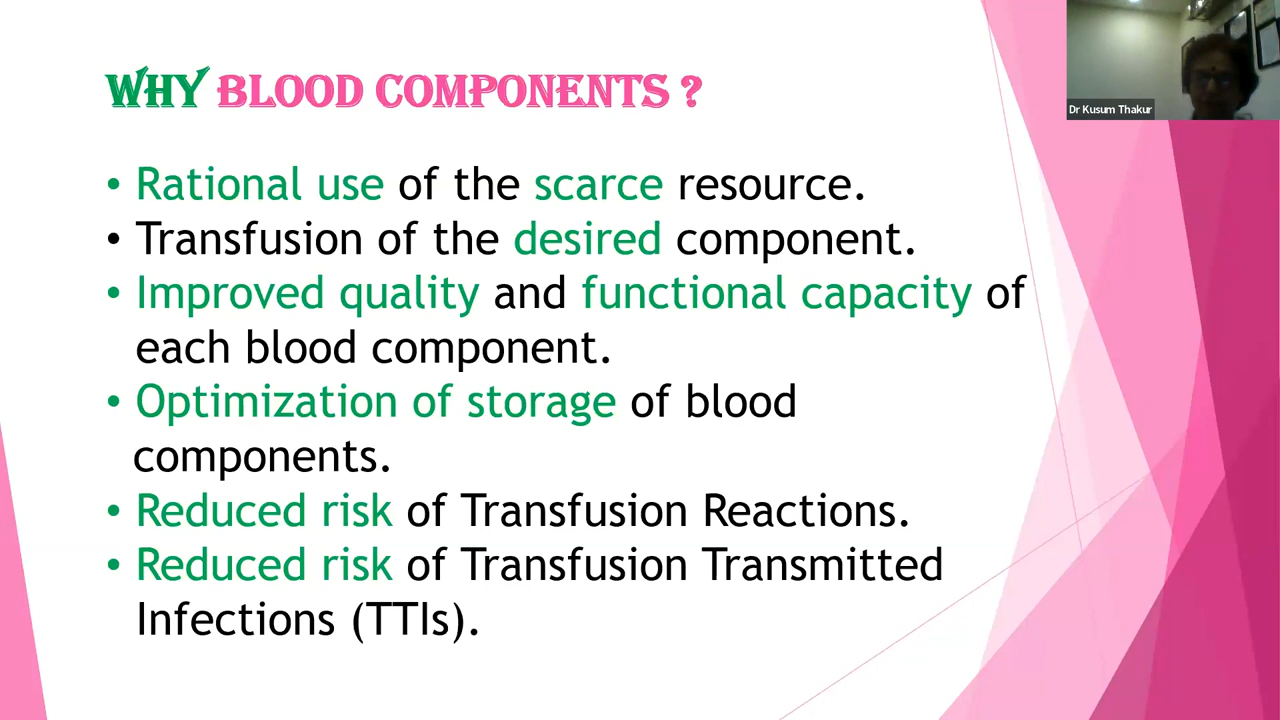 WHY BLOOD COMPONENTS ?
Dr Kusum Thakur
• Rational use of the scarce resource.
• Transfusion of the desired component.
• Improved quality and functional capacity of
each blood component.
• Optimization of storage of blood
components.
• Reduced risk of Transfusion Reactions.
• Reduced risk of Transfusion Transmitted
Infections (TTIs).